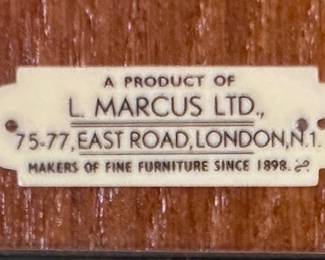 A PRODUCT OF
L. MARCUS LTD.,
75-77, EAST ROAD, LONDON, N.1.
MAKERS OF FINE FURNITURE SINCE 1898.